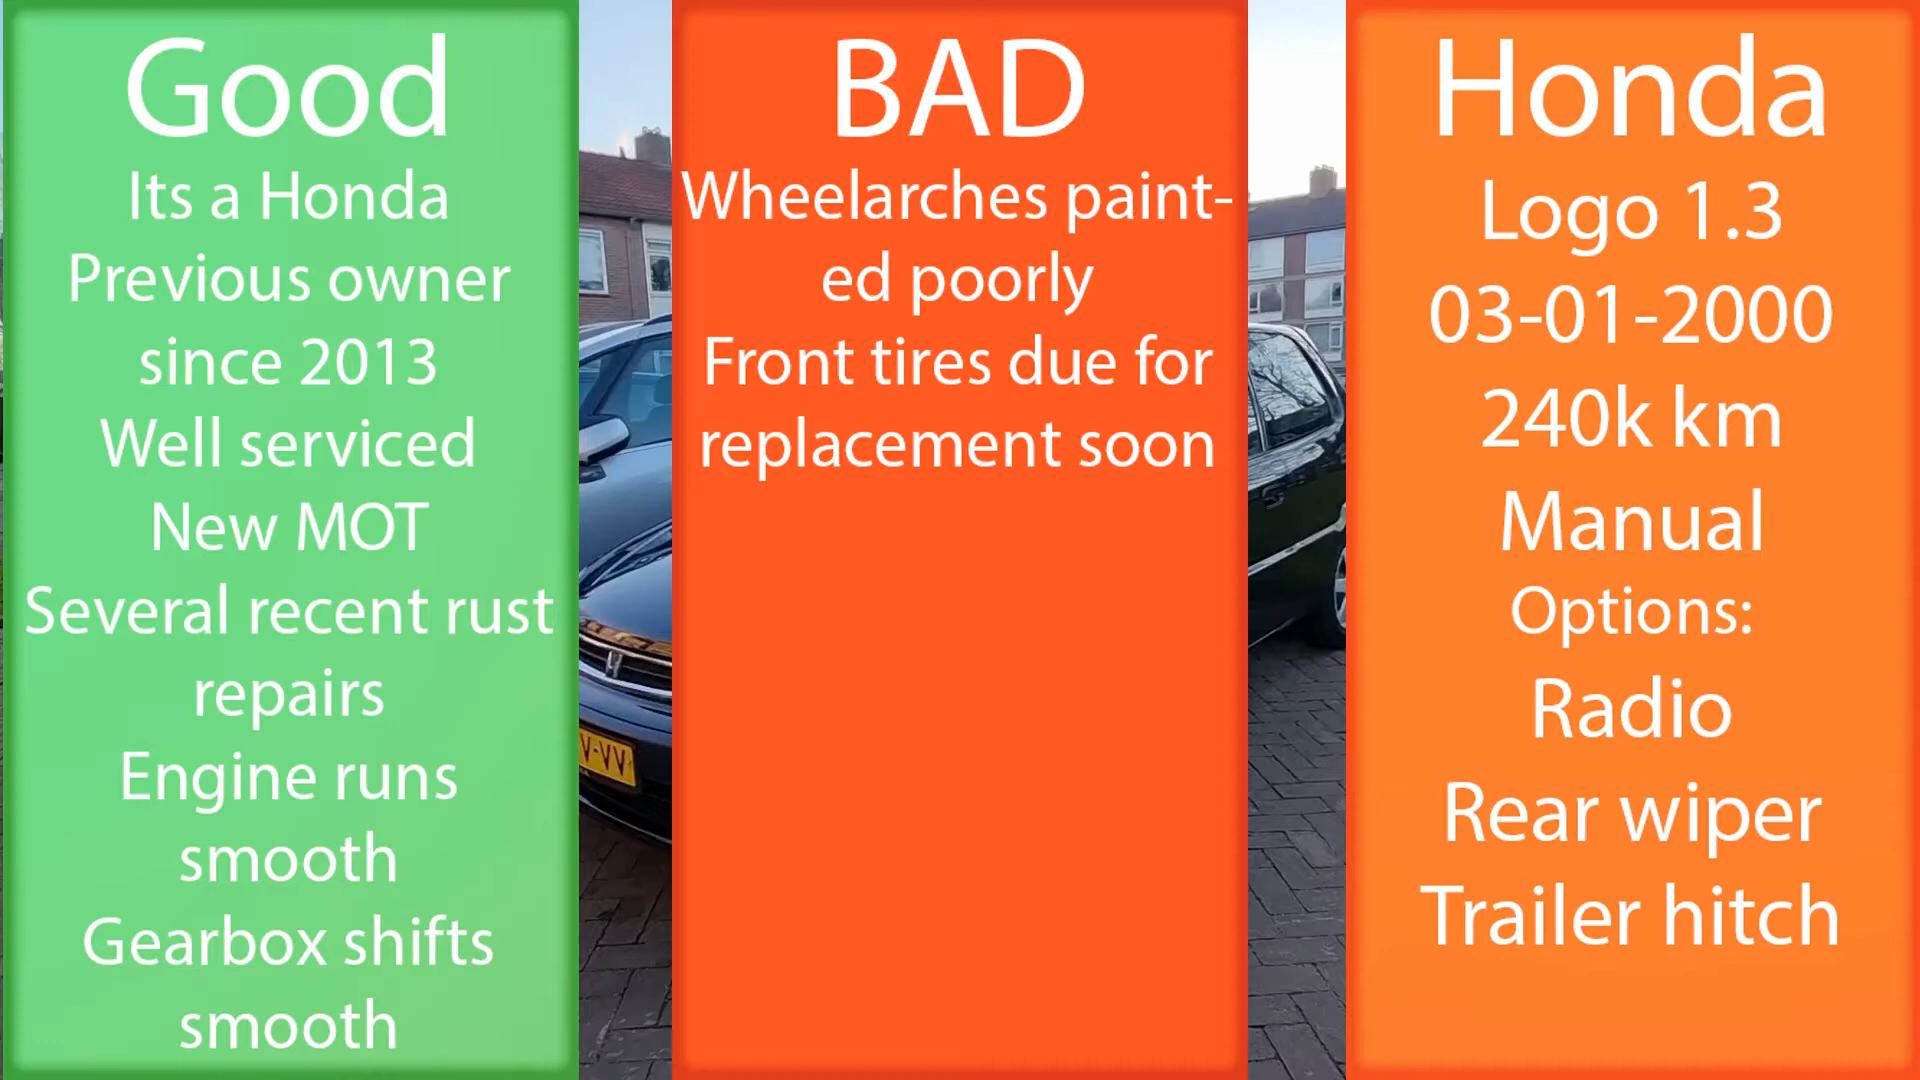 Good
Its a Honda
Previous owner
since 2013
Well serviced
New MOT
Several recent rust
repairs
Engine runs
smooth
Gearbox shifts
smooth
BAD
Wheelarches paint-
ed poorly
Front tires due for
replacement soon
Honda
Logo 1.3
03-01-2000
240k km
Manual
Options:
Radio
Rear wiper
Trailer hitch
V-VV